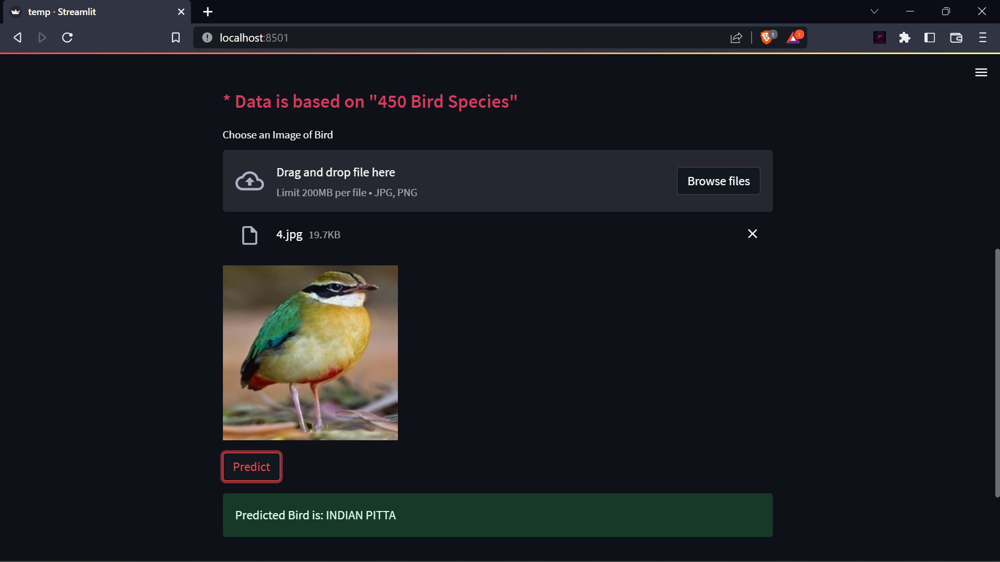 temp · Streamlit
localhost:8501
1
1
* Data is based on "450 Bird Species"
Choose an Image of Bird
Drag and drop file here
Limit 200MB per file • JPG, PNG
Browse files
4.jpg 19.7KB
Predict
Predicted Bird is: INDIAN PITTA